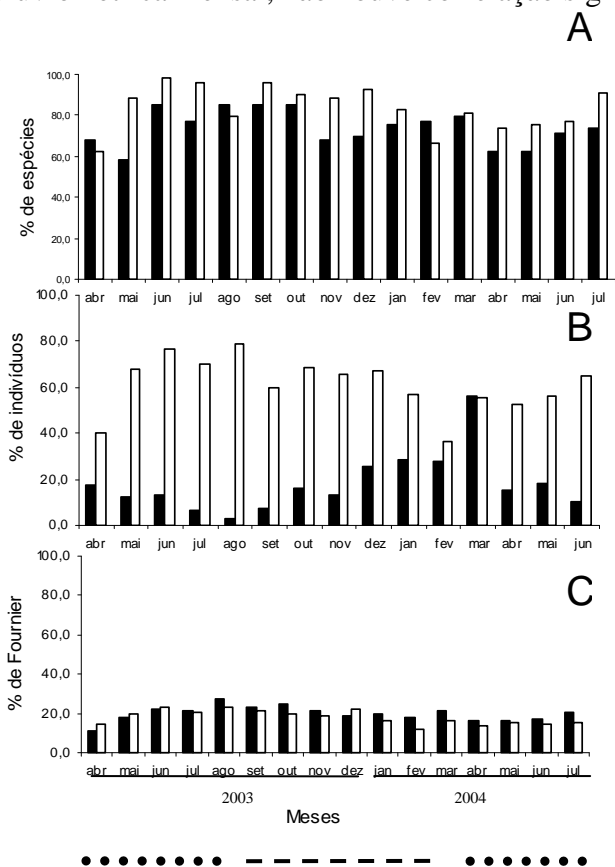 não houve correlação
A
% de espécies
100,0
80,0
60,0
40,0
20,0
0,0
abr mai jun jul ago set out nov dez jan fev mar abr mai jun jul
B
% de indivíduos
100,0
80,0
60,0
40,0
20,0
0,0
abr mai jun jul ago set out nov dez jan fev mar abr mai jun
C
% de Fournier
100,0
80,0
60,0
40,0
20,0
0,0
abr mai jun jul ago set out nov dez jan fev mar abr mai jun jul
2003 2004
Meses